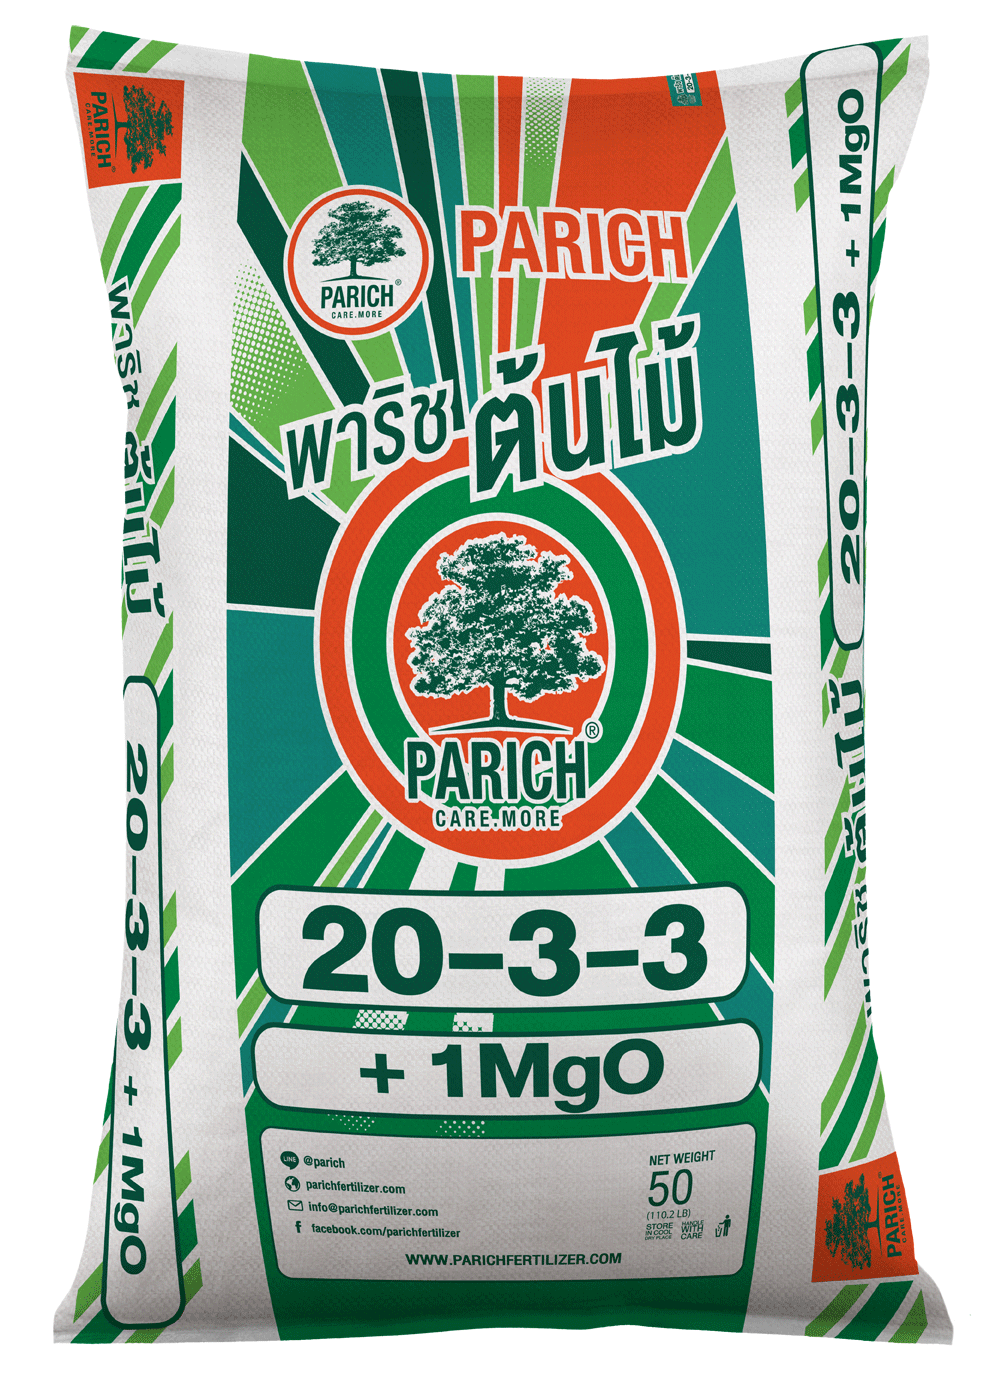 PARICH
CARE.MORE
PARICH®
CARE.MORE
PARICH
พาริช ต้นไม้
พาริช ต้นไม้
PARICH®
CARE.MORE
20-3-3
+ 1MgO
LINE @parich
parichfertilizer.com
info@parichfertilizer.com
f facebook.com/parichfertilizer
NET WEIGHT
50
(110.2 LB)
STORE
IN COOL
DRY PLACE
HANDLE
WITH
CARE
WWW.PARICHFERTILIZER.COM
20-3-3 + 1MgO
20-3-3 + 1MgO
พาริช ต้นไม้
PARICH
CARE.MORE